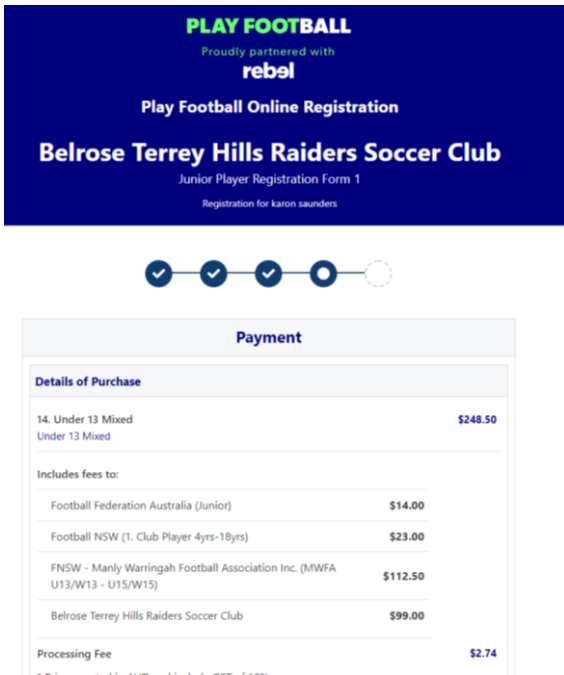 PLAY FOOTBALL
Proudly partnered with
rebel
Play Football Online Registration
Belrose Terrey Hills Raiders Soccer Club
Junior Player Registration Form 1
Registration for karon saunders
Payment
Details of Purchase
14. Under 13 Mixed $248.50
Under 13 Mixed
Includes fees to:
Football Federation Australia (Junior) $14.00
Football NSW (1. Club Player 4yrs-18yrs) $23.00
FNSW - Manly Warringah Football Association Inc. (MWFA
U13/W13 - U15/W15) $112.50
Belrose Terrey Hills Raiders Soccer Club $99.00
Processing Fee $2.74